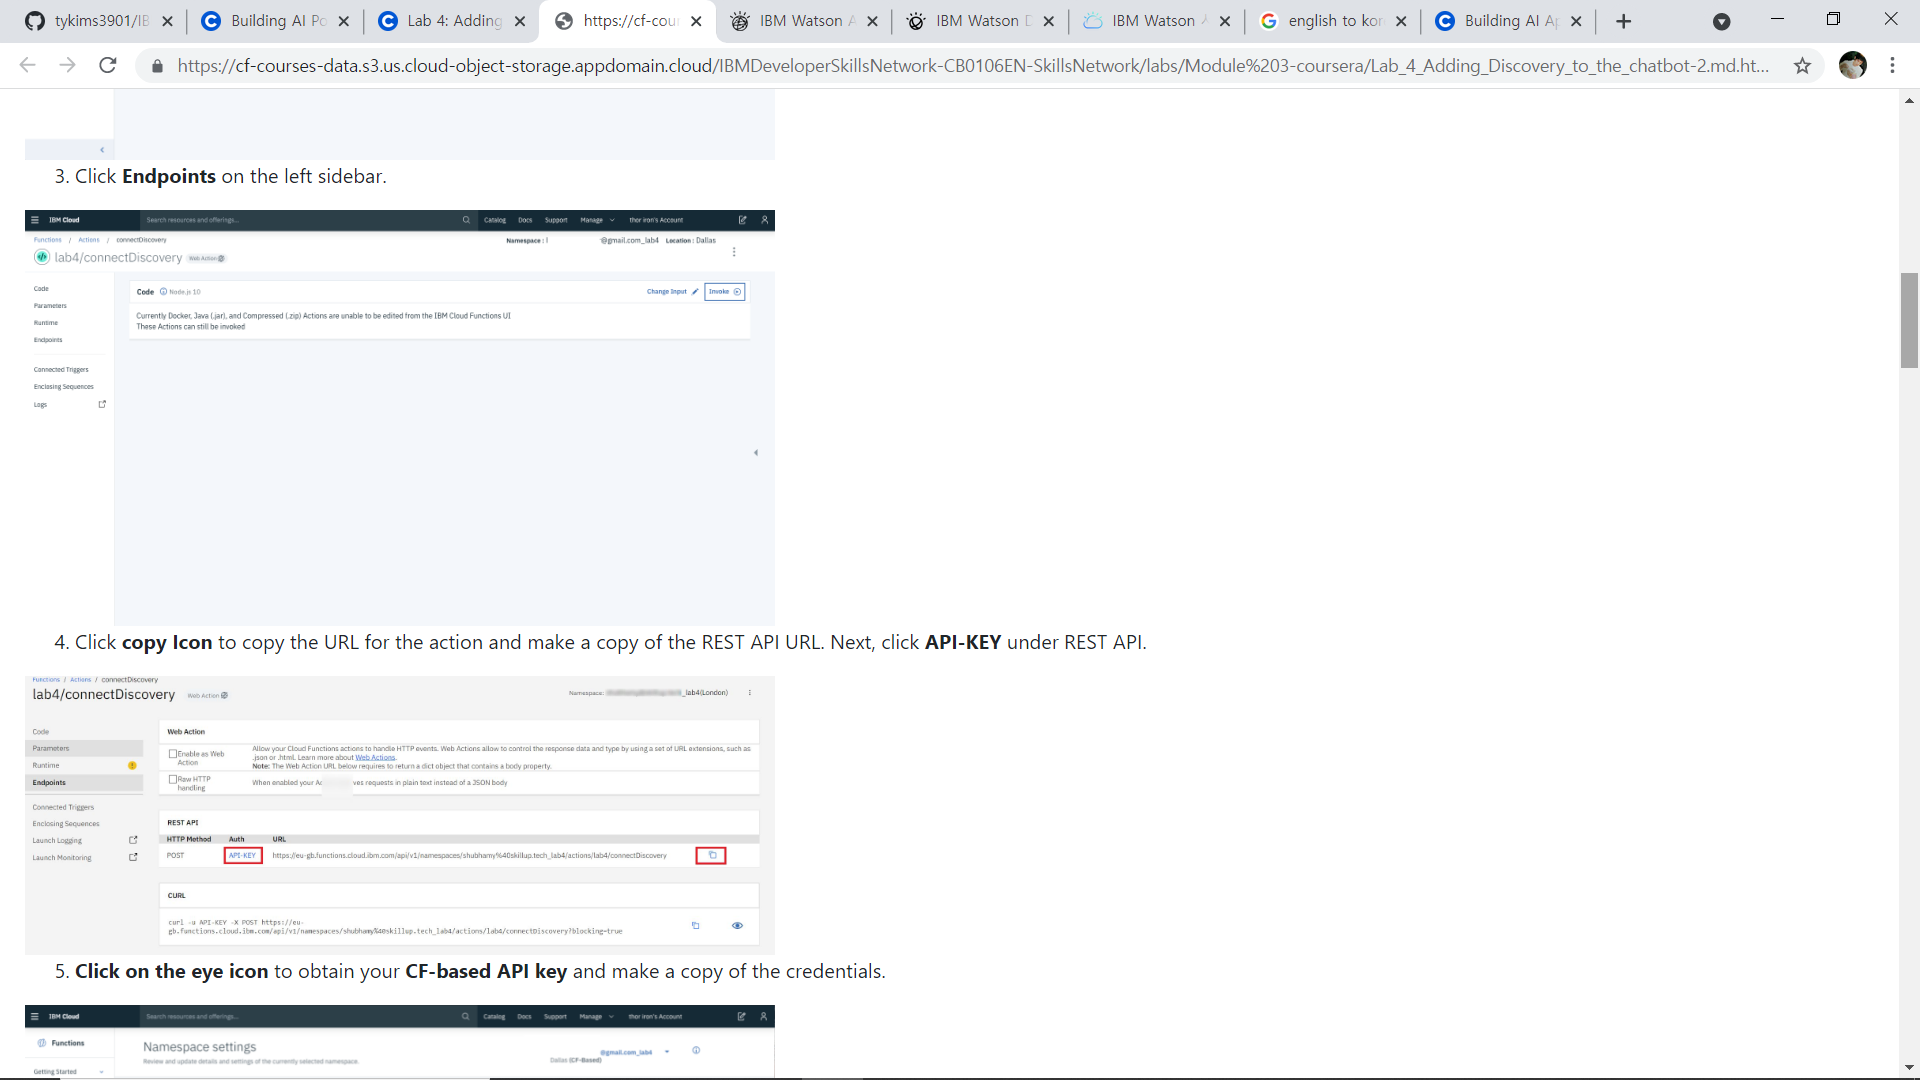 tykims3901/IB
Building AI Po
Lab 4: Adding
https://cf-cour
IBM Watson A
IBM Watson D
IBM Watson
english to kor
Building AI Ap
https://cf-courses-data.s3.us.cloud-object-storage.appdomain.cloud/IBMDeveloperSkillsNetwork-CB0106EN-SkillsNetwork/labs/Module%203-coursera/Lab_4_Adding_Discovery_to_the_chatbot-2.md.ht...
3. Click Endpoints on the left sidebar.
IBM Cloud
Search resources and offerings...
Catalog Docs Support Manage thor iron's Account
Functions / Actions / connectDiscovery
Namespace : @gmail.com_lab4 Location : Dallas
lab4/connectDiscovery Web Action
Code
Parameters
Runtime
Endpoints
Connected Triggers
Enclosing Sequences
Logs
Code Node.js 10
Change Input Invoke
Currently Docker, Java (.jar), and Compressed (.zip) Actions are unable to be edited from the IBM Cloud Functions UI
These Actions can still be invoked
4. Click copy Icon to copy the URL for the action and make a copy of the REST API URL. Next, click API-KEY under REST API.
Functions / Actions / connectDiscovery
lab4/connectDiscovery Web Action
Namespace: _lab4(London)
Code
Parameters
Runtime
Endpoints
Connected Triggers
Enclosing Sequences
Launch Logging
Launch Monitoring
Web Action
Enable as Web Action
Allow your Cloud Functions actions to handle HTTP events. Web Actions allow to control the response data and type by using a set of URL extensions, such as
.json or .html. Learn more about Web Actions.
Note: The Web Action URL below requires to return a dict object that contains a body property.
Raw HTTP handling
When enabled your Ac ves requests in plain text instead of a JSON body
REST API
HTTP Method Auth URL
POST API-KEY https://eu-gb.functions.cloud.ibm.com/api/v1/namespaces/shubhamy%40skillup.tech_lab4/actions/lab4/connectDiscovery
CURL
curl -u API-KEY -X POST https://eu-
gb.functions.cloud.ibm.com/api/v1/namespaces/shubhamy%40skillup.tech_lab4/actions/lab4/connectDiscovery?blocking=true
5. Click on the eye icon to obtain your CF-based API key and make a copy of the credentials.
IBM Cloud
Search resources and offerings...
Catalog Docs Support Manage thor iron's Account
Functions
Getting Started
Namespace settings
Review and update details and settings of the currently selected namespace.
@gmail.com_lab4
Dallas (CF-Based)